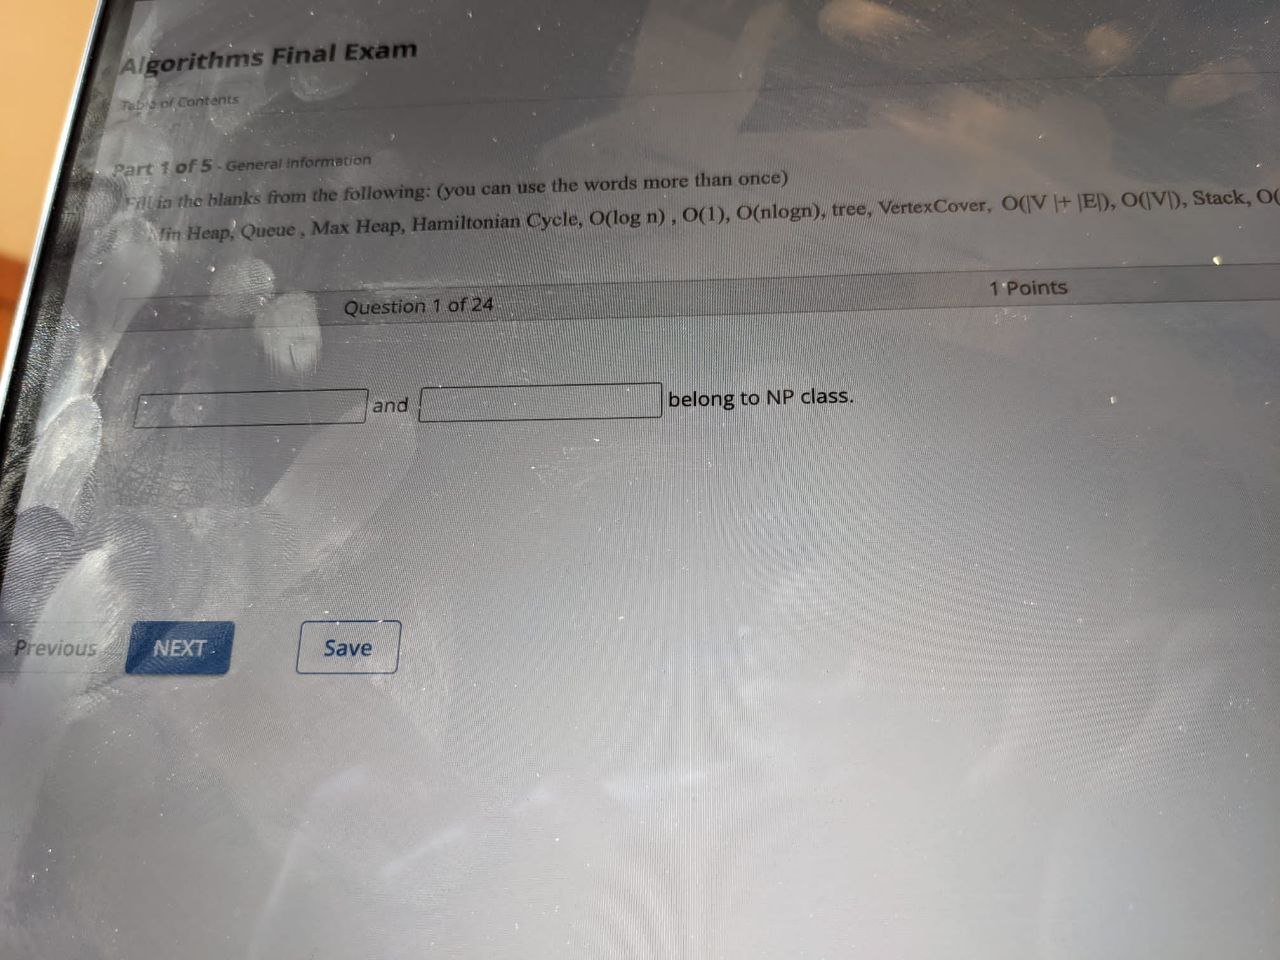 Algorithms Final Exam
Table of Contents
Part 1 of 5 - General Information
Fill in the blanks from the following: (you can use the words more than once)
Min Heap, Queue , Max Heap, Hamiltonian Cycle, O(log n) , O(1), O(nlogn), tree, VertexCover, O(|V |+ |E|), O(|V|), Stack, O(
Question 1 of 24
1 Points
and
belong to NP class.
Previous
NEXT
Save